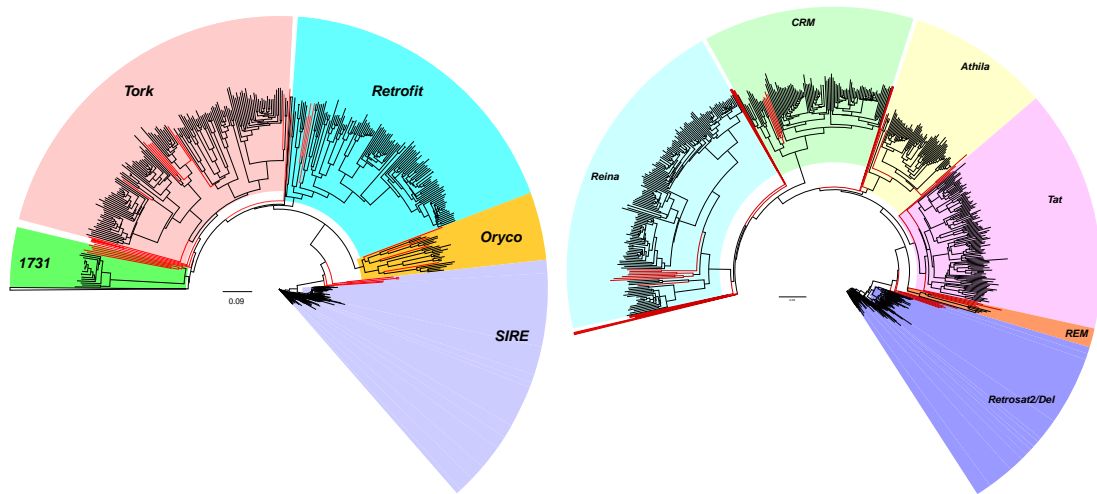 Tork
Retrofit
1731
Oryco
SIRE
0.09
CRM
Athila
Reina
Tat
REM
Retrosat2/Del